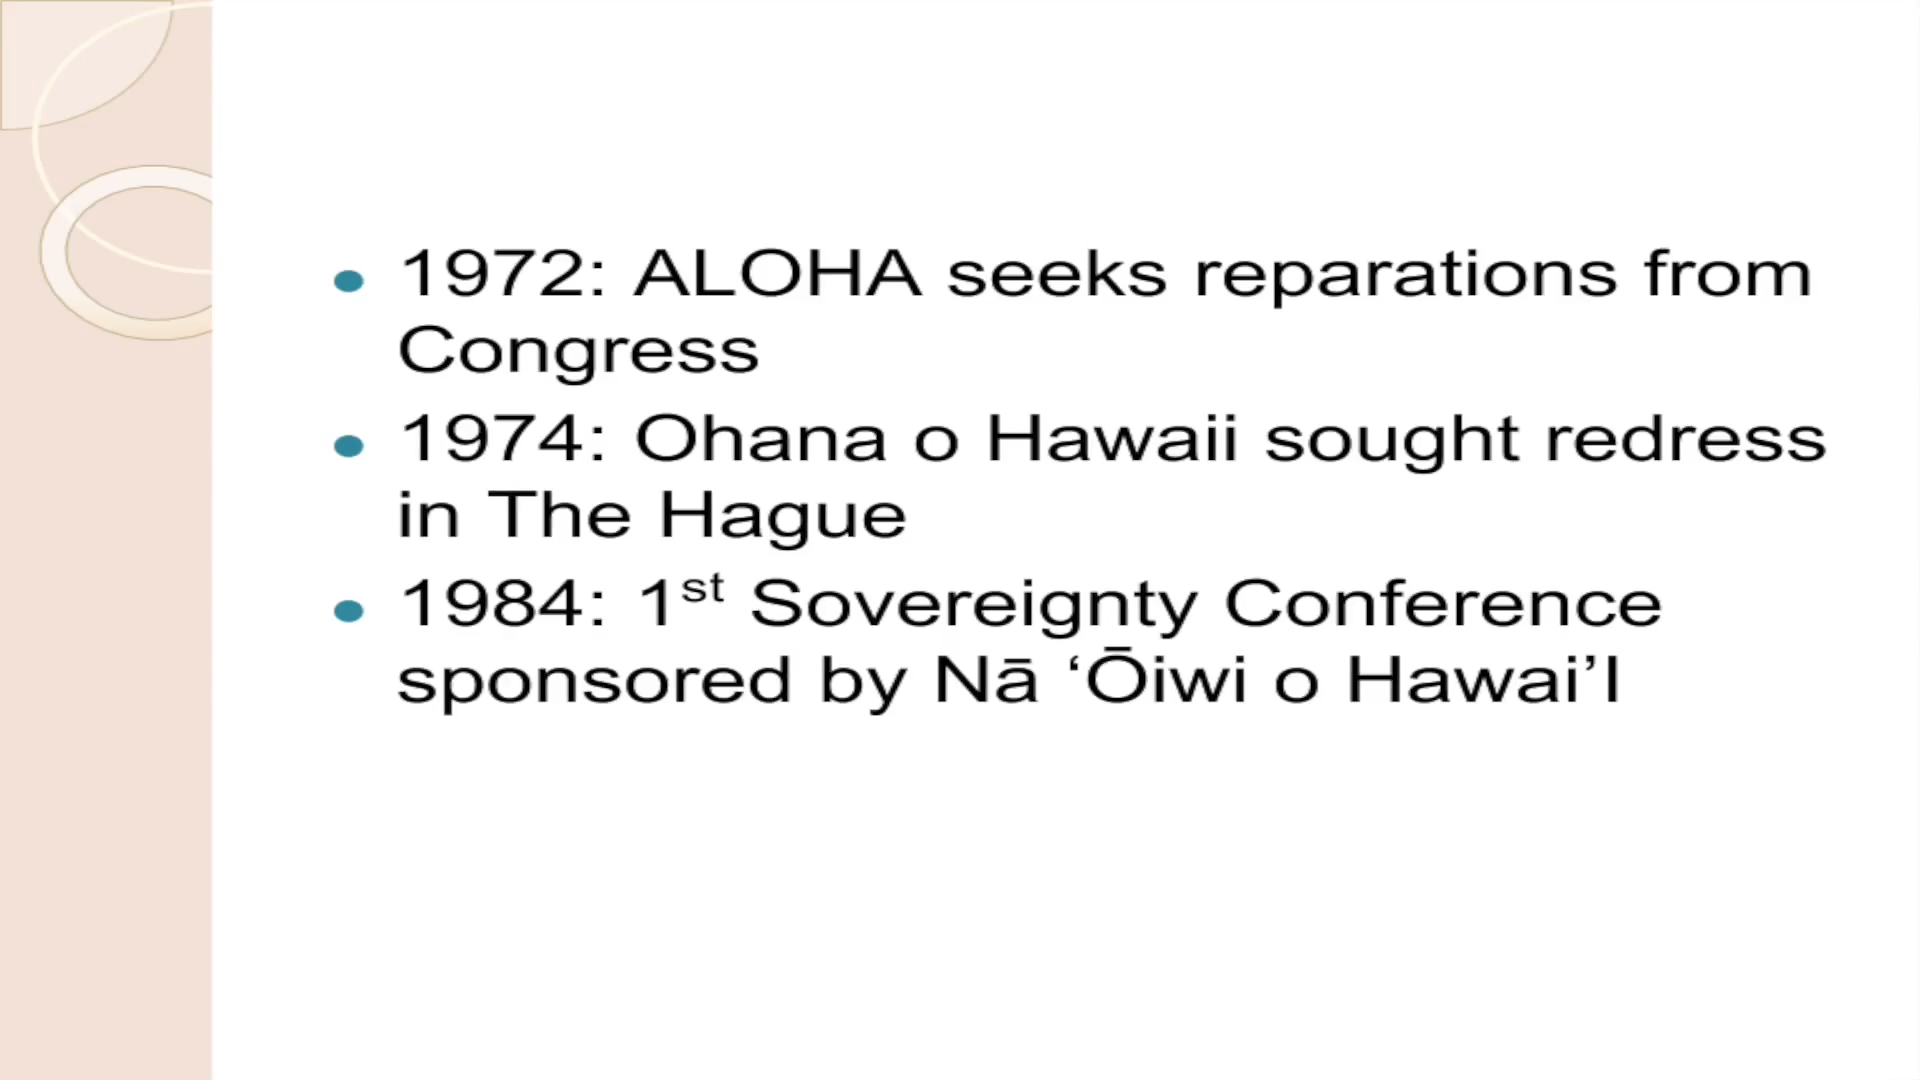 • 1972: ALOHA seeks reparations from
Congress
• 1974: Ohana o Hawaii sought redress
in The Hague
• 1984: 1st Sovereignty Conference
sponsored by Nā ‘Ōiwi o Hawai’I